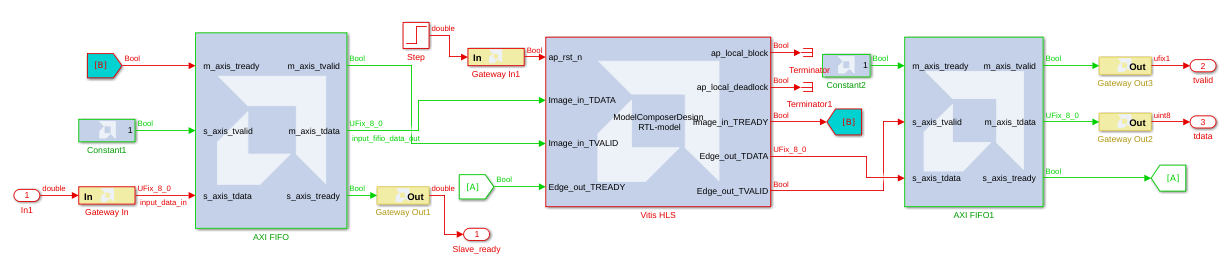 [B]
Bool
m_axis_tready
m_axis_tvalid
Bool
1
Constant1
Bool
s_axis_tvalid
m_axis_tdata
UFix_8_0
input_fifio_data_out
1
In1
double
In
Gateway In
UFix_8_0
input_data_in
s_axis_tdata
s_axis_tready
Bool
AXI FIFO
Out
Gateway Out1
double
1
Slave_ready
Step
double
In
Gateway In1
Bool
[A]
Bool
ap_rst_n
Image_in_TDATA
Image_in_TVALID
Edge_out_TREADY
ModelComposerDesign
RTL-model
ap_local_block
ap_local_deadlock
Image_in_TREADY
Edge_out_TDATA
Edge_out_TVALID
Vitis HLS
Bool
Terminator
Bool
Terminator1
Bool
[B]
UFix_8_0
Bool
1
Constant2
Bool
m_axis_tready
m_axis_tvalid
s_axis_tvalid
m_axis_tdata
s_axis_tdata
s_axis_tready
AXI FIFO1
Bool
Out
Gateway Out3
ufix1
2
tvalid
UFix_8_0
Out
Gateway Out2
uint8
3
tdata
Bool
[A]